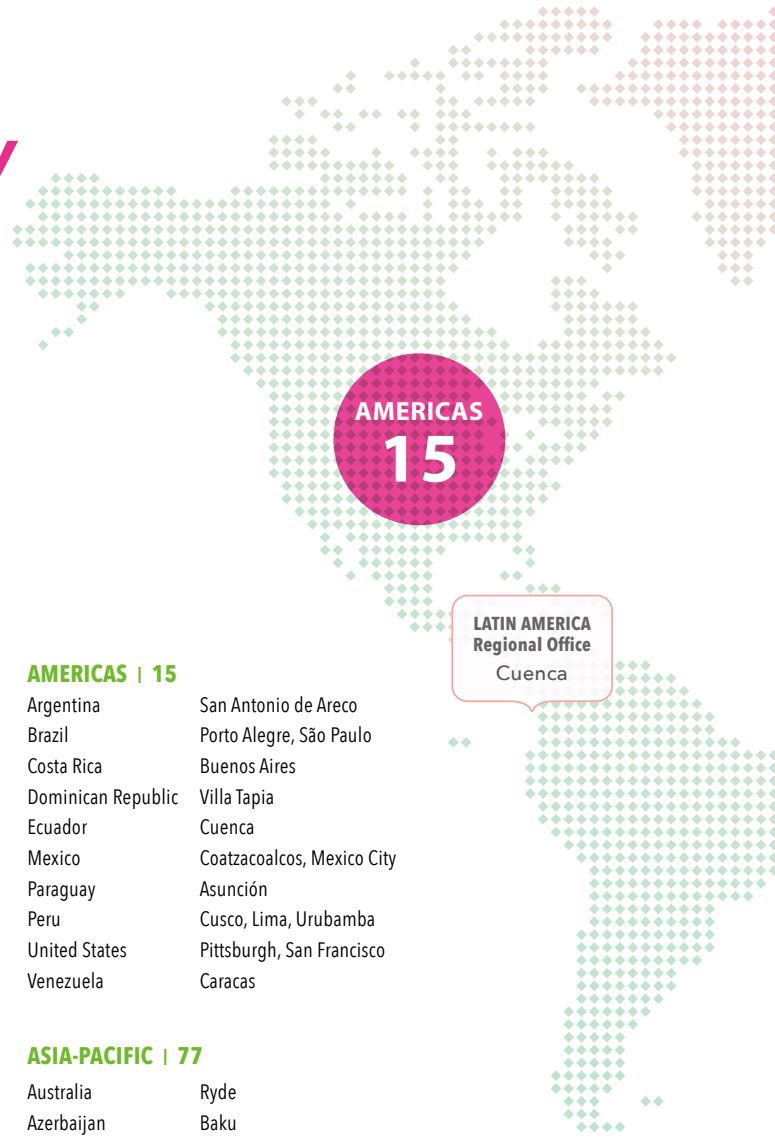 AMERICAS
15
LATIN AMERICA
Regional Office
Cuenca
AMERICAS | 15
Argentina San Antonio de Areco
Brazil Porto Alegre, São Paulo
Costa Rica Buenos Aires
Dominican Republic Villa Tapia
Ecuador Cuenca
Mexico Coatzacoalcos, Mexico City
Paraguay Asunción
Peru Cusco, Lima, Urubamba
United States Pittsburgh, San Francisco
Venezuela Caracas
ASIA-PACIFIC | 77
Australia Ryde
Azerbaijan Baku